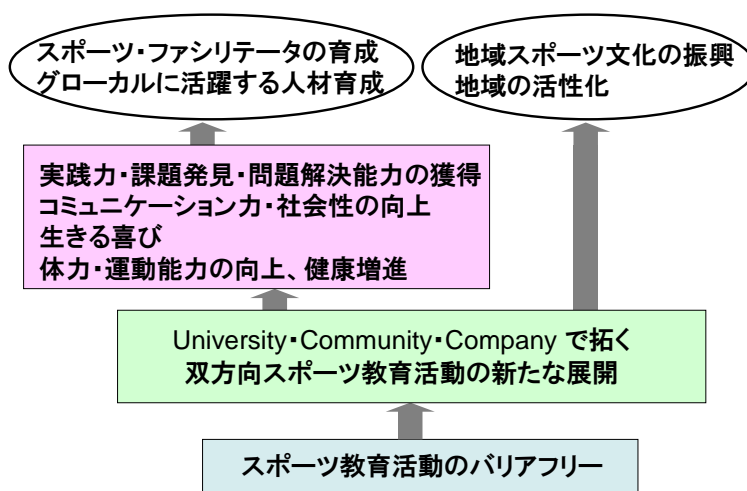 スポーツ・ファシリテータの育成
グローカルに活躍する人材育成
地域スポーツ文化の振興
地域の活性化
実践力・課題発見・問題解決能力の獲得
コミュニケーション力・社会性の向上
生きる喜び
体力・運動能力の向上、健康増進
University・Community・Company で拓く
双方向スポーツ教育活動の新たな展開
スポーツ教育活動のバリアフリー